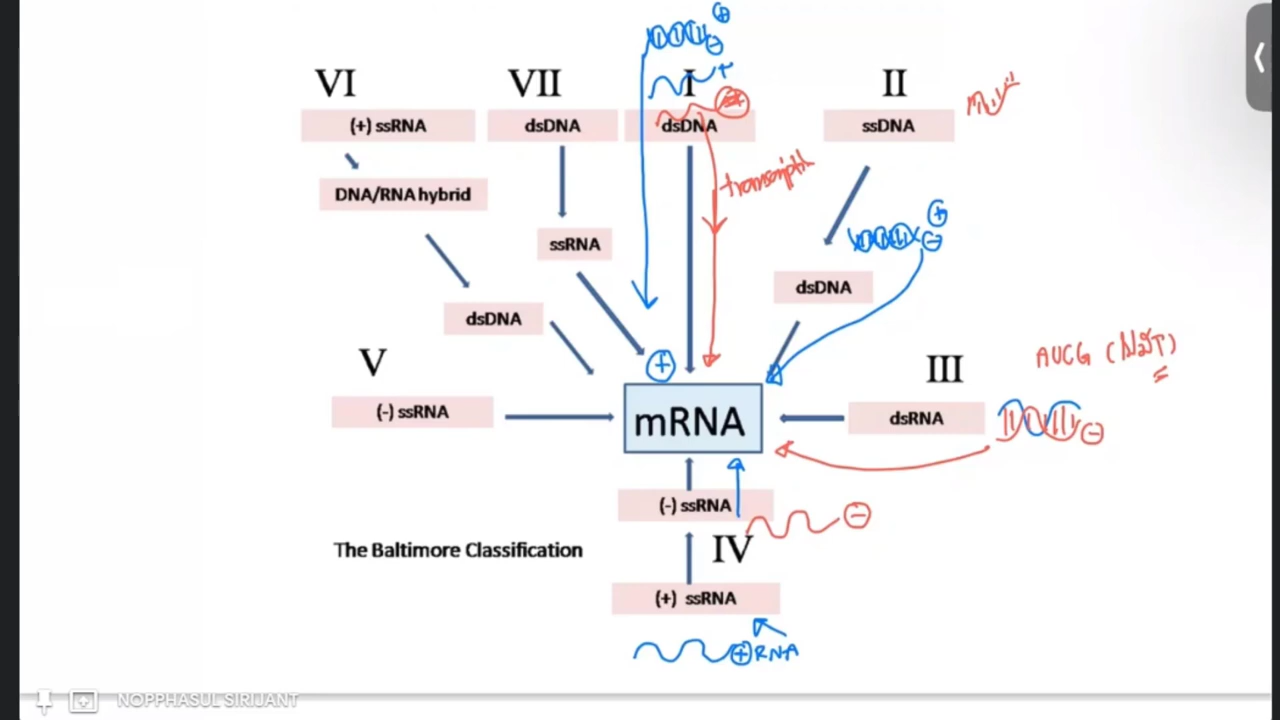 VI
VII
I
II
(+) ssRNA
dsDNA
dsDNA
ssDNA
DNA/RNA hybrid
transcription
ssRNA
dsDNA
dsDNA
V
III
AUCG
(-) ssRNA
mRNA
dsRNA
(-) ssRNA
The Baltimore Classification
IV
(+) ssRNA
RNA
NOPPHASUL SIRIJANT